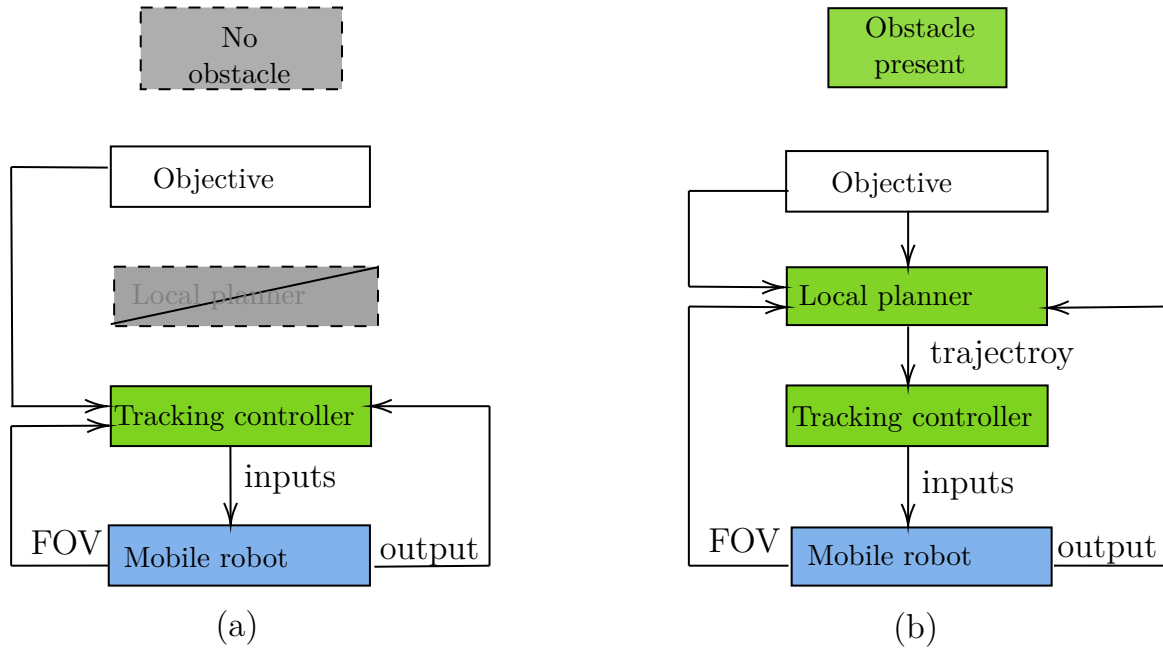 No
obstacle
Objective
Local planner
Tracking controller
inputs
FOV
Mobile robot
output
(a)
Obstacle
present
Objective
Local planner
trajectroy
Tracking controller
inputs
FOV
Mobile robot
output
(b)